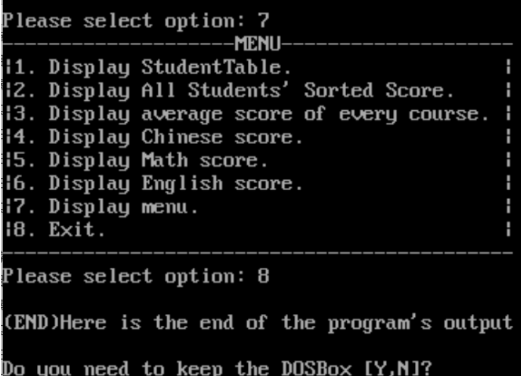 Please select option: 7
--------------------MENU--------------------
|1. Display StudentTable. |
|2. Display All Students' Sorted Score. |
|3. Display average score of every course. |
|4. Display Chinese score. |
|5. Display Math score. |
|6. Display English score. |
|7. Display menu. |
|8. Exit. |
--------------------------------------------
Please select option: 8
(END)Here is the end of the program's output
Do you need to keep the DOSBox [Y,N]?